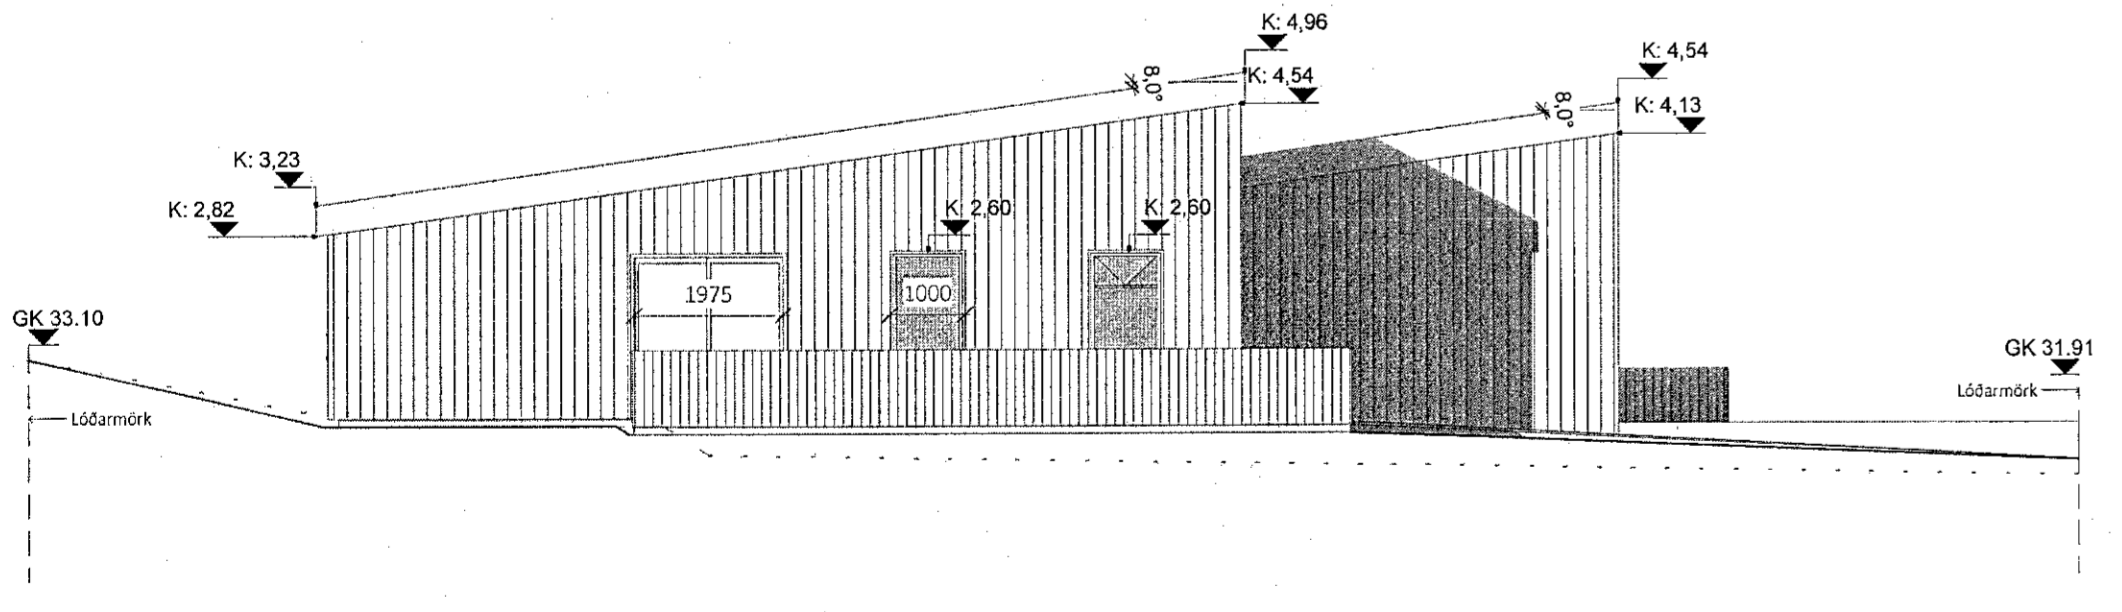 K: 4,96
K: 4,54
8,0°
K: 4,54
8,0°
K: 4,13
K: 3,23
K: 2,82
K: 2,60
K: 2,60
1975
1000
GK 33.10
GK 31.91
Lóðarmörk
Lóðarmörk